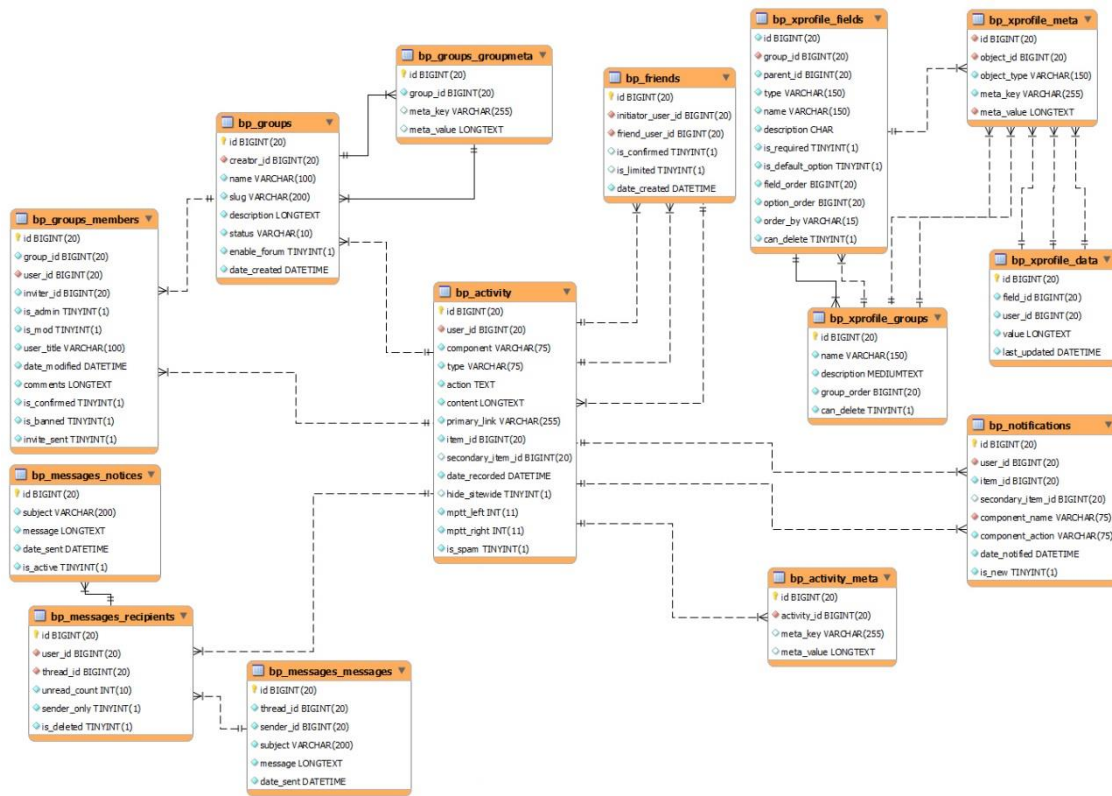 bp_groups_groupmeta
id BIGINT(20)
group_id BIGINT(20)
meta_key VARCHAR(255)
meta_value LONGTEXT
bp_groups
id BIGINT(20)
creator_id BIGINT(20)
name VARCHAR(100)
slug VARCHAR(200)
description LONGTEXT
status VARCHAR(10)
enable_forum TINYINT(1)
date_created DATETIME
bp_groups_members
id BIGINT(20)
group_id BIGINT(20)
user_id BIGINT(20)
inviter_id BIGINT(20)
is_admin TINYINT(1)
is_mod TINYINT(1)
user_title VARCHAR(100)
date_modified DATETIME
comments LONGTEXT
is_confirmed TINYINT(1)
is_banned TINYINT(1)
invite_sent TINYINT(1)
bp_messages_notices
id BIGINT(20)
subject VARCHAR(200)
message LONGTEXT
date_sent DATETIME
is_active TINYINT(1)
bp_messages_recipients
id BIGINT(20)
user_id BIGINT(20)
thread_id BIGINT(20)
unread_count INT(10)
sender_only TINYINT(1)
is_deleted TINYINT(1)
bp_messages_messages
id BIGINT(20)
thread_id BIGINT(20)
sender_id BIGINT(20)
subject VARCHAR(200)
message LONGTEXT
date_sent DATETIME
bp_activity
id BIGINT(20)
user_id BIGINT(20)
component VARCHAR(75)
type VARCHAR(75)
action TEXT
content LONGTEXT
primary_link VARCHAR(255)
item_id BIGINT(20)
secondary_item_id BIGINT(20)
date_recorded DATETIME
hide_sitewide TINYINT(1)
mptt_left INT(11)
mptt_right INT(11)
is_spam TINYINT(1)
bp_friends
id BIGINT(20)
initiator_user_id BIGINT(20)
friend_user_id BIGINT(20)
is_confirmed TINYINT(1)
is_limited TINYINT(1)
date_created DATETIME
bp_xprofile_fields
id BIGINT(20)
group_id BIGINT(20)
parent_id BIGINT(20)
type VARCHAR(150)
name VARCHAR(150)
description CHAR
is_required TINYINT(1)
is_default_option TINYINT(1)
field_order BIGINT(20)
option_order BIGINT(20)
order_by VARCHAR(15)
can_delete TINYINT(1)
bp_xprofile_meta
id BIGINT(20)
object_id BIGINT(20)
object_type VARCHAR(150)
meta_key VARCHAR(255)
meta_value LONGTEXT
bp_xprofile_data
id BIGINT(20)
field_id BIGINT(20)
user_id BIGINT(20)
value LONGTEXT
last_updated DATETIME
bp_xprofile_groups
id BIGINT(20)
name VARCHAR(150)
description MEDIUMTEXT
group_order BIGINT(20)
can_delete TINYINT(1)
bp_notifications
id BIGINT(20)
user_id BIGINT(20)
item_id BIGINT(20)
secondary_item_id BIGINT(20)
component_name VARCHAR(75)
component_action VARCHAR(75)
date_notified DATETIME
is_new TINYINT(1)
bp_activity_meta
id BIGINT(20)
activity_id BIGINT(20)
meta_key VARCHAR(255)
meta_value LONGTEXT